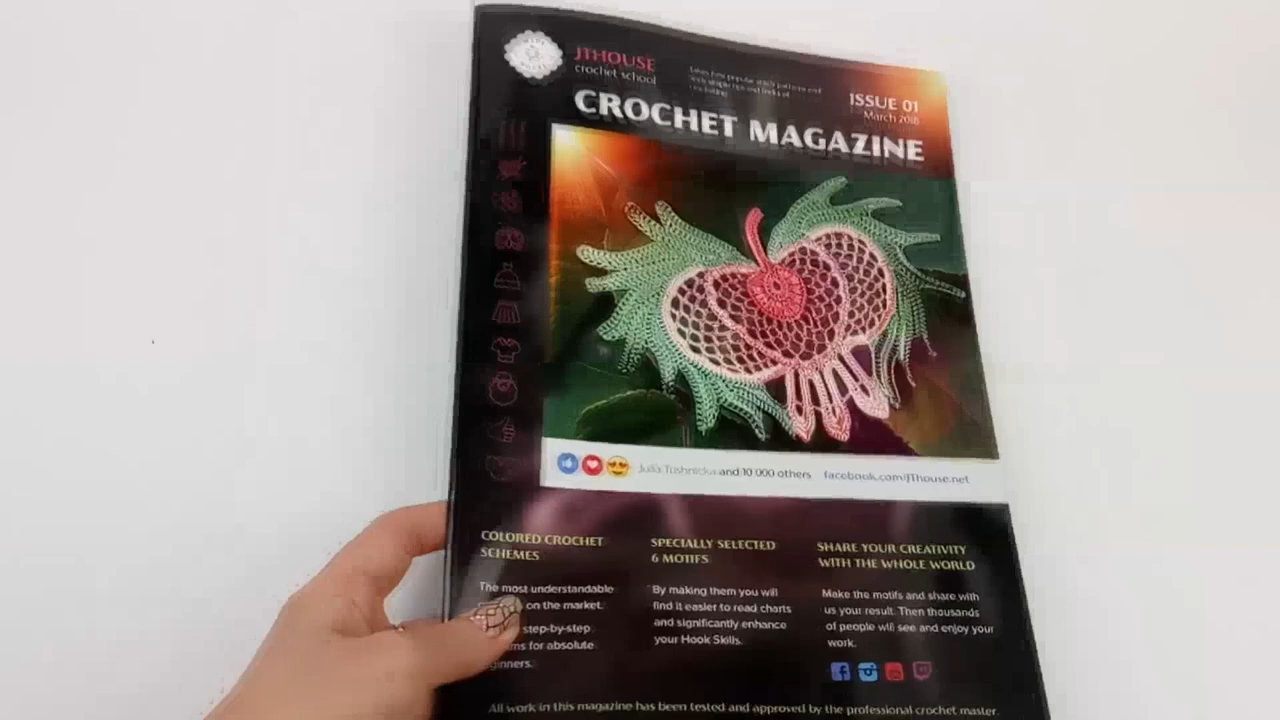 JTHOUSE
crochet school
ISSUE 01
March 2018
CROCHET MAGAZINE
Julia Tushnicka and 10 000 others facebook.com/JThouse.net
COLORED CROCHET
SCHEMES
The most understandable
on the market.
step-by-step
for absolute
SPECIALLY SELECTED
6 MOTIFS
By making them you will
find it easier to read charts
and significantly enhance
your Hook Skills.
SHARE YOUR CREATIVITY
WITH THE WHOLE WORLD
Make the motifs and share with
us your result. Then thousands
of people will see and enjoy your
work.
All work in this magazine has been tested and approved by the professional crochet master.